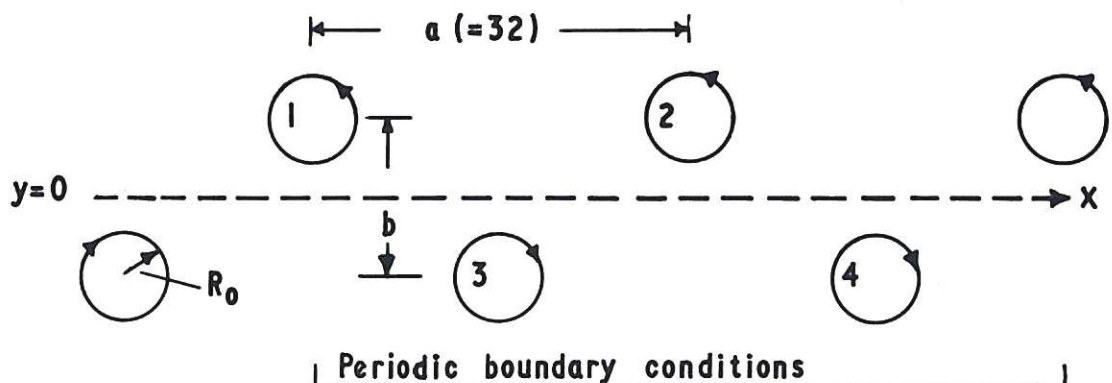 a (=32)
1
2
y=0
x
b
R₀
3
4
Periodic boundary conditions